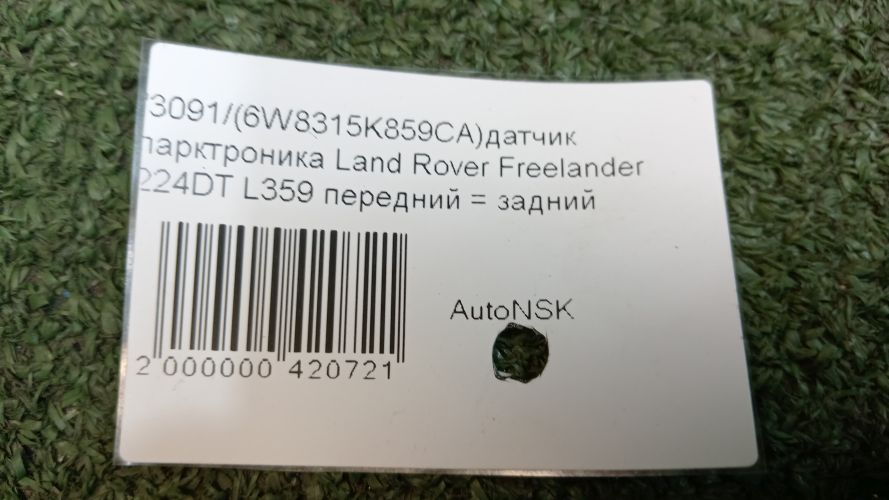 3091/(6W8315K859CA)датчик
парктроника Land Rover Freelander
224DT L359 передний = задний
AutoNSK
2 000000 420721